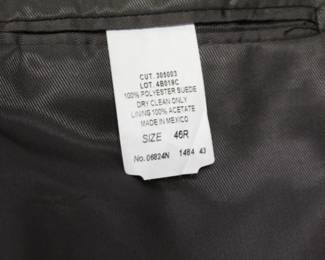 CUT. 305003
LOT. 4B019C
100% POLYESTER SUEDE
DRY CLEAN ONLY
LINING 100% ACETATE
MADE IN MEXICO
SIZE 46R
No. 06824N 1484 43